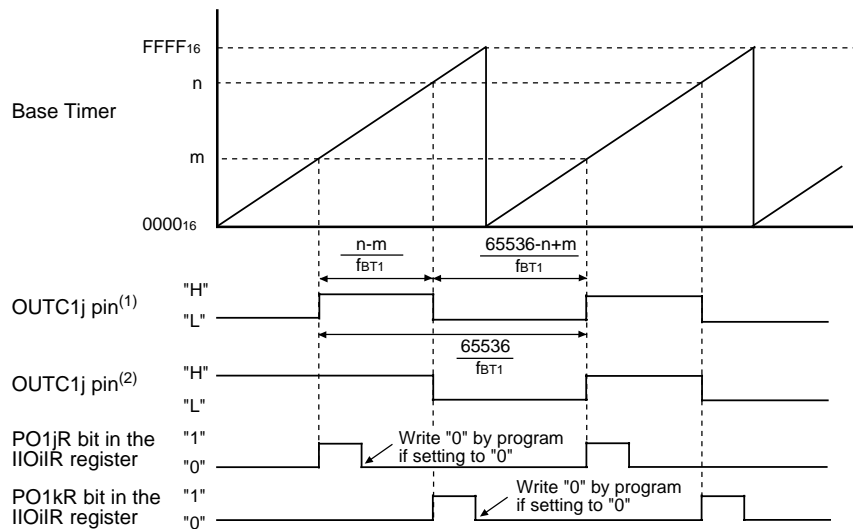 FFFF16
n
Base Timer
m
000016
n-m
fBT1
65536-n+m
fBT1
OUTC1j pin(1)
"H"
"L"
65536
fBT1
OUTC1j pin(2)
"H"
"L"
PO1jR bit in the
IIOiIR register
"1"
"0"
Write "0" by program
if setting to "0"
PO1kR bit in the
IIOiIR register
"1"
"0"
Write "0" by program
if setting to "0"